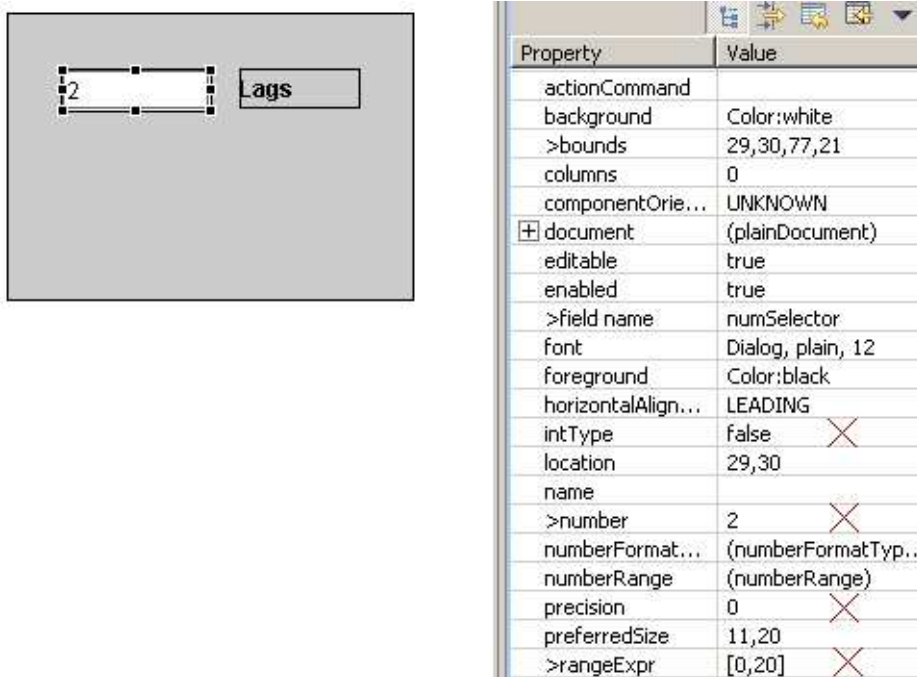 2 Lags
Property Value
actionCommand
background Color:white
>bounds 29,30,77,21
columns 0
componentOrie... UNKNOWN
document (plainDocument)
editable true
enabled true
>field name numSelector
font Dialog, plain, 12
foreground Color:black
horizontalAlign... LEADING
intType false
location 29,30
name
>number 2
numberFormat... (numberFormatTyp..
numberRange (numberRange)
precision 0
preferredSize 11,20
>rangeExpr [0,20]